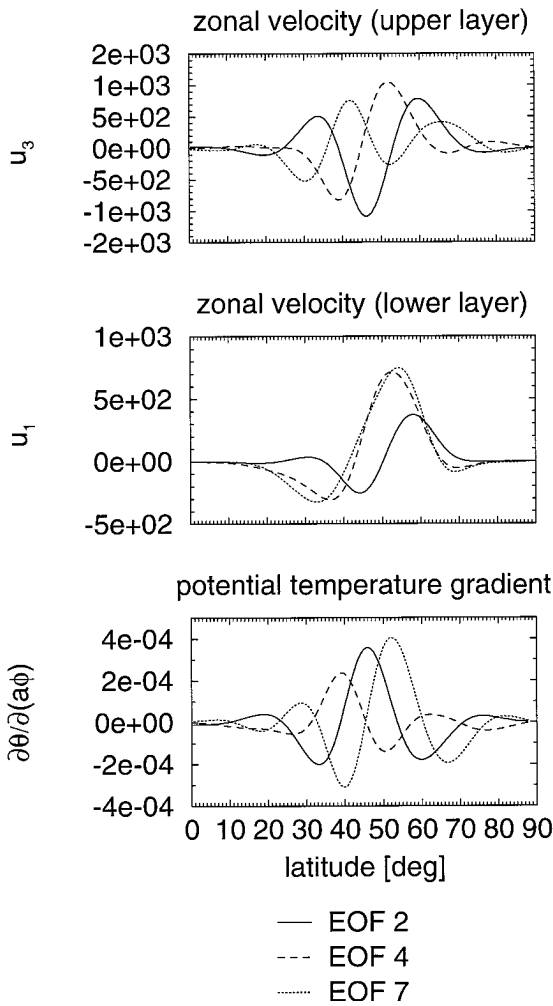 zonal velocity (upper layer)
2e+03
1e+03
5e+02
0e+00
-5e+02
-1e+03
-2e+03
u3
zonal velocity (lower layer)
1e+03
5e+02
0e+00
-5e+02
u1
potential temperature gradient
4e-04
2e-04
0e+00
-2e-04
-4e-04
∂θ/∂(aϕ)
0 10 20 30 40 50 60 70 80 90
latitude [deg]
EOF 2
EOF 4
EOF 7